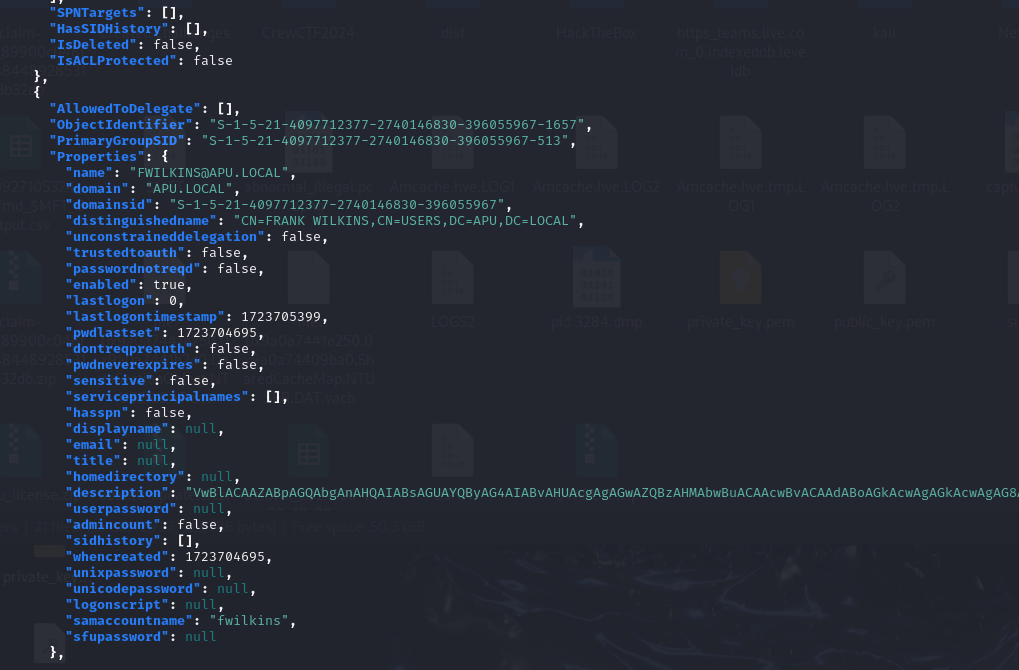 "SPNTargets": [],
"HasSIDHistory": [],
"IsDeleted": false,
"IsACLProtected": false
},
{
"AllowedToDelegate": [],
"ObjectIdentifier": "S-1-5-21-4097712377-2740146830-396055967-1657",
"PrimaryGroupSID": "S-1-5-21-4097712377-2740146830-396055967-513",
"Properties": {
"name": "FWILKINS@APU.LOCAL",
"domain": "APU.LOCAL",
"domainsid": "S-1-5-21-4097712377-2740146830-396055967",
"distinguishedname": "CN=FRANK WILKINS,CN=USERS,DC=APU,DC=LOCAL",
"unconstraineddelegation": false,
"trustedtoauth": false,
"passwordnotreqd": false,
"enabled": true,
"lastlogon": 0,
"lastlogontimestamp": 1723705399,
"pwdlastset": 1723704695,
"dontreqpreauth": false,
"pwdneverexpires": false,
"sensitive": false,
"serviceprincipalnames": [],
"hasspn": false,
"displayname": null,
"email": null,
"title": null,
"homedirectory": null,
"description": "VwBlACAAZABpAGQAbgAnAHQAIABsAGUAYQByAG4AIABvAHUAcgAgAGwAZQBzAHMAbwBuACAAcwBvACAAdABoAGkAcwAgAGkAcwAgAG8A
"userpassword": null,
"admincount": false,
"sidhistory": [],
"whencreated": 1723704695,
"unixpassword": null,
"unicodepassword": null,
"logonscript": null,
"samaccountname": "fwilkins",
"sfupassword": null
},